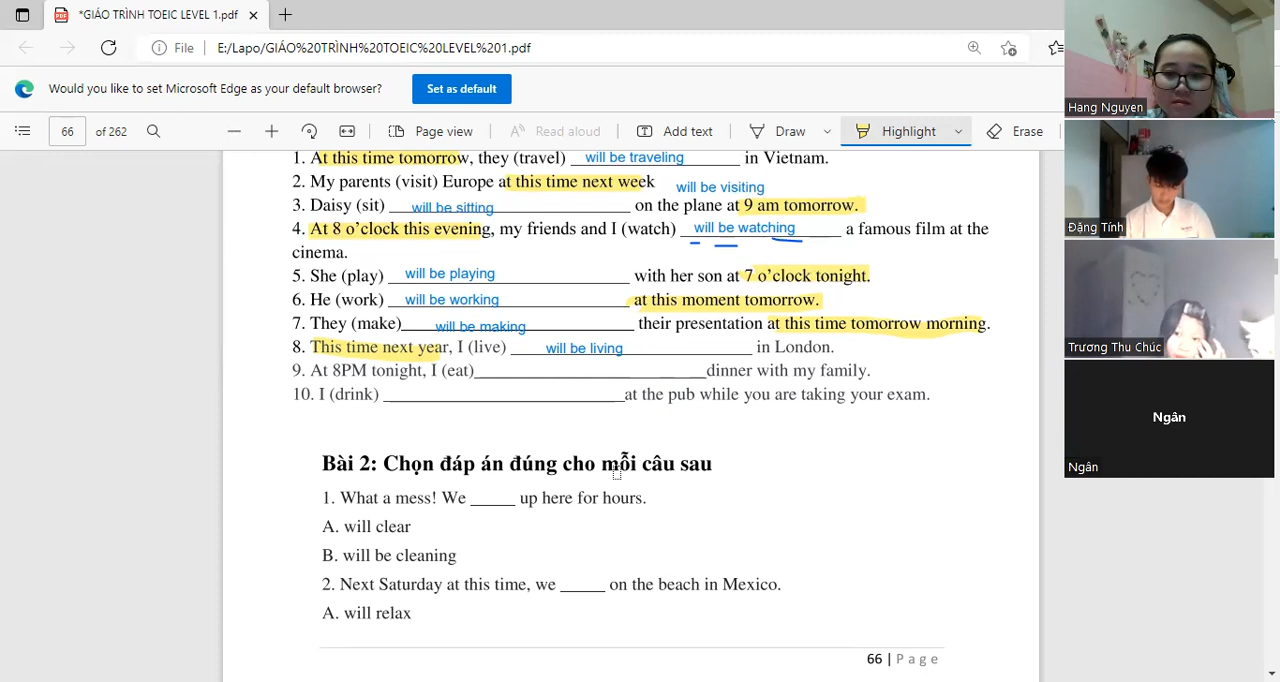 *GIÁO TRÌNH TOEIC LEVEL 1.pdf
File E:/Lapo/GIÁO%20TRÌNH%20TOEIC%20LEVEL%201.pdf
Would you like to set Microsoft Edge as your default browser? Set as default
66 of 262 Page view Read aloud Add text Draw Highlight Erase
1. At this time tomorrow, they (travel) will be traveling in Vietnam.
2. My parents (visit) Europe at this time next week will be visiting
3. Daisy (sit) will be sitting on the plane at 9 am tomorrow.
4. At 8 o'clock this evening, my friends and I (watch) will be watching a famous film at the
cinema.
5. She (play) will be playing with her son at 7 o'clock tonight.
6. He (work) will be working at this moment tomorrow.
7. They (make) will be making their presentation at this time tomorrow morning.
8. This time next year, I (live) will be living in London.
9. At 8PM tonight, I (eat)____dinner with my family.
10. I (drink) ____at the pub while you are taking your exam.
Bài 2: Chọn đáp án đúng cho mỗi câu sau
1. What a mess! We _____ up here for hours.
A. will clear
B. will be cleaning
2. Next Saturday at this time, we _____ on the beach in Mexico.
A. will relax
66 | Page
Hang Nguyen
Đặng Tính
Trương Thu Chúc
Ngân
Ngân